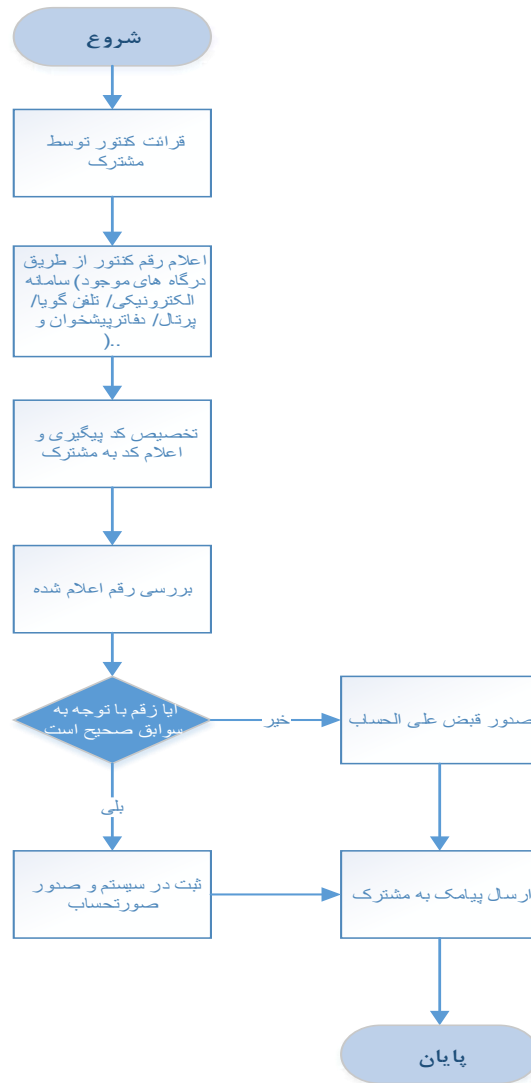 شروع
قرائت کنتور توسط
مشترک
اعلام رقم کنتور از طریق
درگاه های موجود(سامانه
الکترونیکی/ تلفن گویا/
پرتال/ دفاترپیشخوان و
..)
تخصیص کد پیگیری و
اعلام کد به مشترک
بررسی رقم اعلام شده
ایا زقم با توجه به
سوابق صحیح است
خیر
صدور قبض علی الحساب
بلی
ثبت در سیستم و صدور
صورتحساب
ارسال پیامک به مشترک
پایان